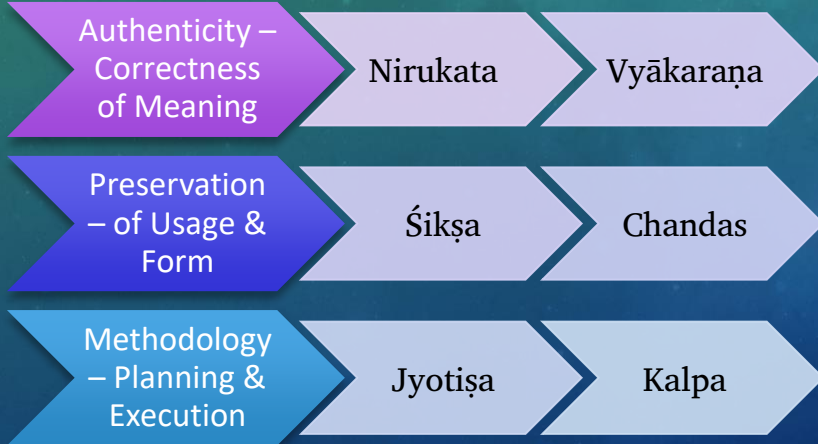 Authenticity –
Correctness
of Meaning
Nirukata
Vyākaraṇa
Preservation
– of Usage &
Form
Śikṣa
Chandas
Methodology
– Planning &
Execution
Jyotiṣa
Kalpa